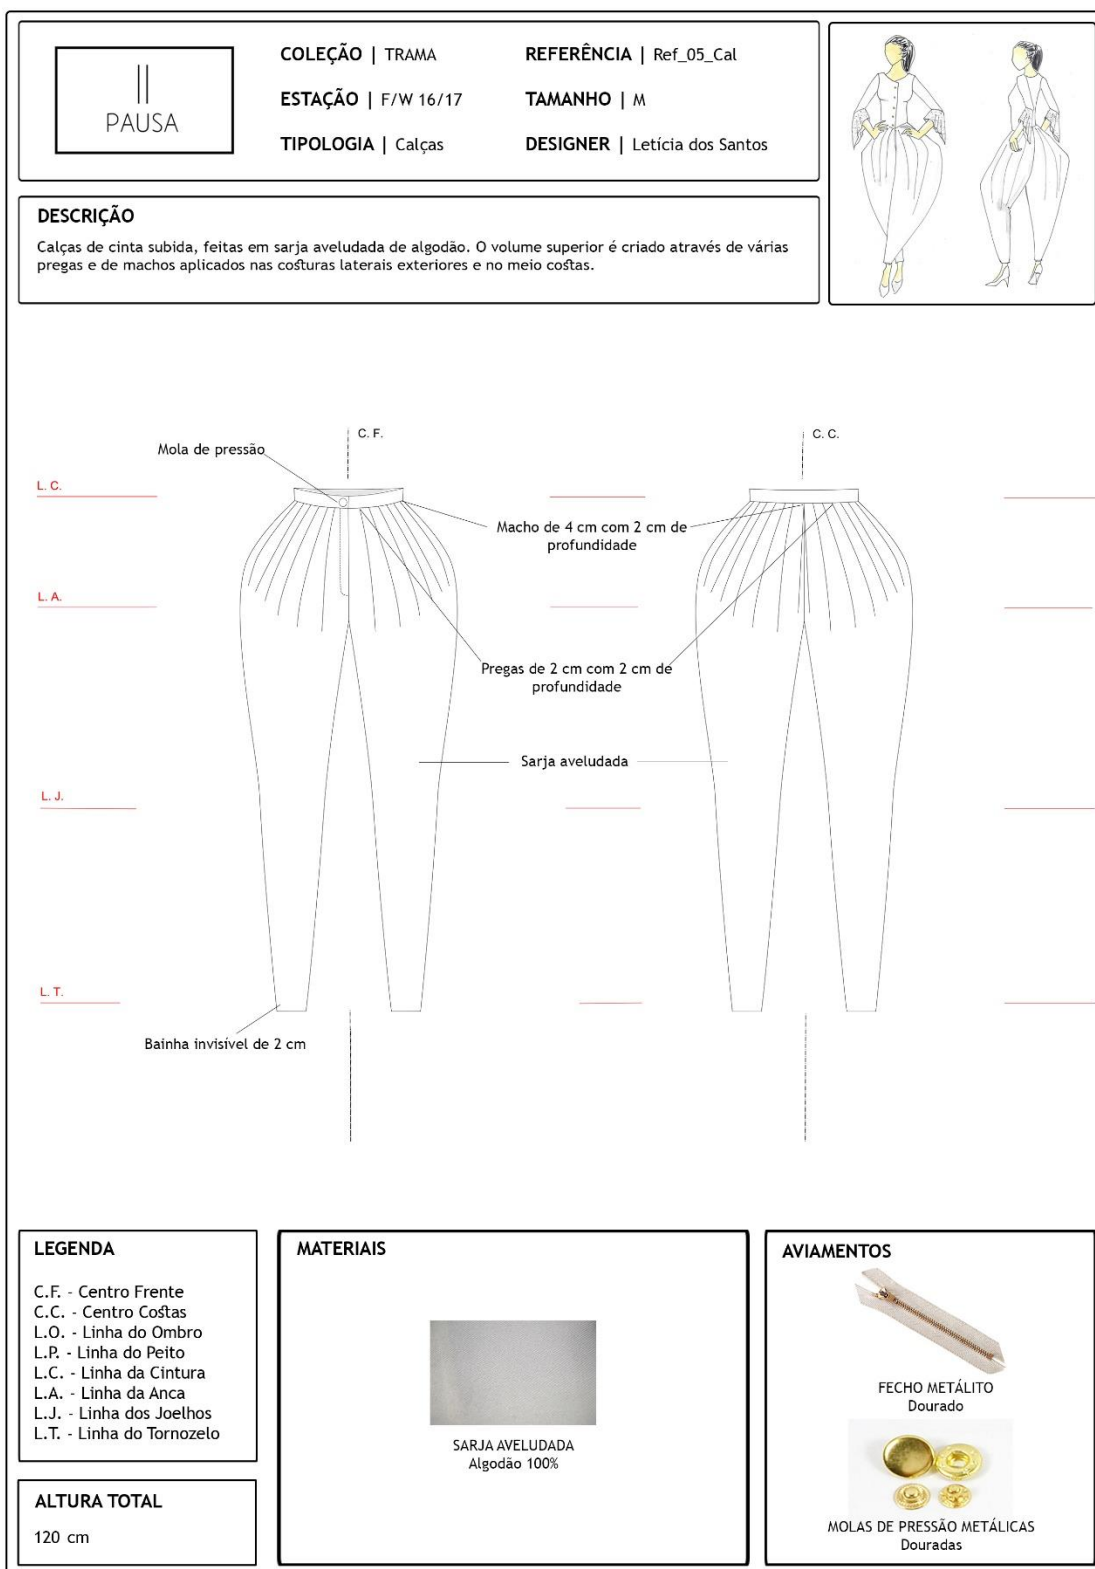 PAUSA
COLEÇÃO | TRAMA
REFERÊNCIA | Ref_05_Cal
ESTAÇÃO | F/W 16/17
TAMANHO | M
TIPOLOGIA | Calças
DESIGNER | Letícia dos Santos
DESCRIÇÃO
Calças de cinta subida, feitas em sarja aveludada de algodão. O volume superior é criado através de várias
pregas e de machos aplicados nas costuras laterais exteriores e no meio costas.
C. F.
C. C.
Mola de pressão
L. C.
Macho de 4 cm com 2 cm de
profundidade
L. A.
Pregas de 2 cm com 2 cm de
profundidade
Sarja aveludada
L. J.
L. T.
Bainha invisível de 2 cm
LEGENDA
C.F. - Centro Frente
C.C. - Centro Costas
L.O. - Linha do Ombro
L.P. - Linha do Peito
L.C. - Linha da Cintura
L.A. - Linha da Anca
L.J. - Linha dos Joelhos
L.T. - Linha do Tornozelo
ALTURA TOTAL
120 cm
MATERIAIS
SARJA AVELUDADA
Algodão 100%
AVIAMENTOS
FECHO METÁLITO
Dourado
MOLAS DE PRESSÃO METÁLICAS
Douradas